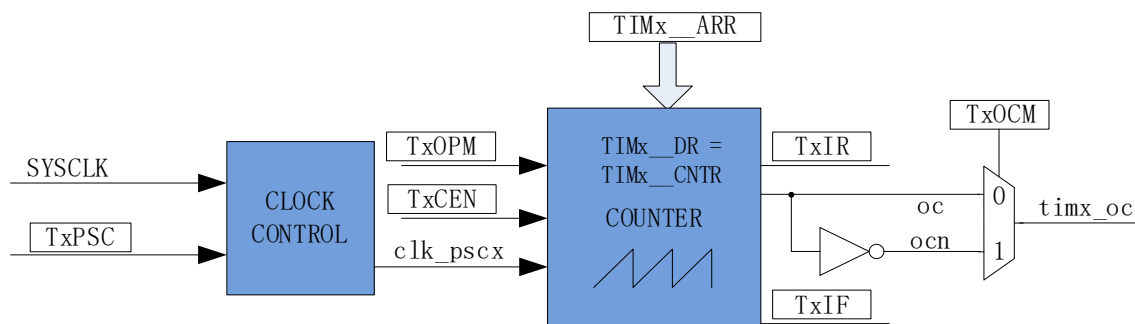 TIMx__ARR
TxOPM
TIMx__DR =
TIMx__CNTR
TxIR
TxOCM
SYSCLK
CLOCK
CONTROL
TxCEN
COUNTER
oc
0
timx_oc
TxPSC
clk_pscx
ocn
1
TxIF